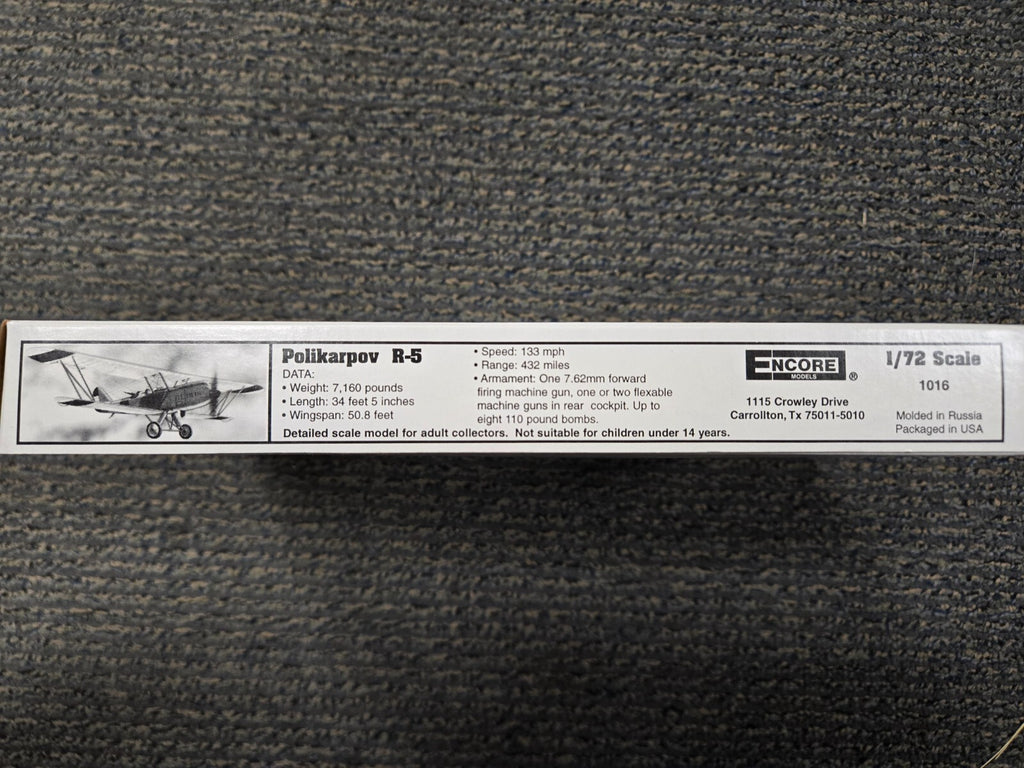 Polikarpov R-5
DATA:
• Weight: 7,160 pounds
• Length: 34 feet 5 inches
• Wingspan: 50.8 feet
• Speed: 133 mph
• Range: 432 miles
• Armament: One 7.62mm forward
firing machine gun, one or two flexable
machine guns in rear cockpit. Up to
eight 110 pound bombs.
Detailed scale model for adult collectors. Not suitable for children under 14 years.
ENCORE
MODELS ®
1115 Crowley Drive
Carrollton, Tx 75011-5010
1/72 Scale
1016
Molded in Russia
Packaged in USA